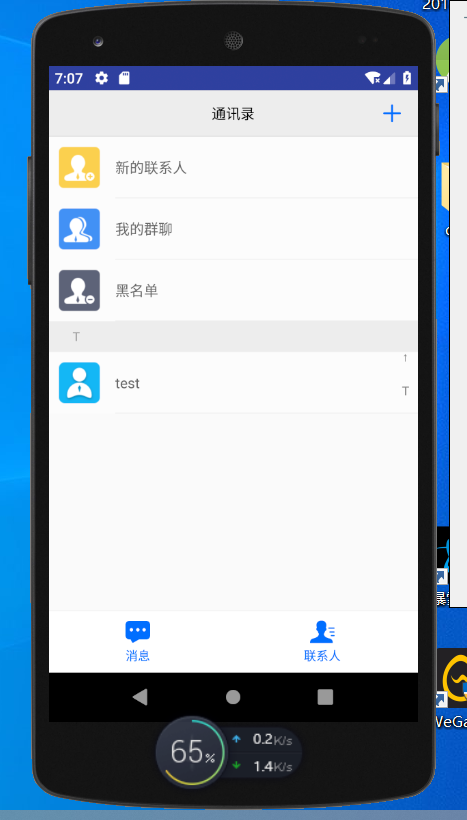 201
7:07
通讯录
新的联系人
我的群聊
黑名单
T
test
↑
T
消息
联系人
65%
0.2K/s
1.4K/s
WeGa